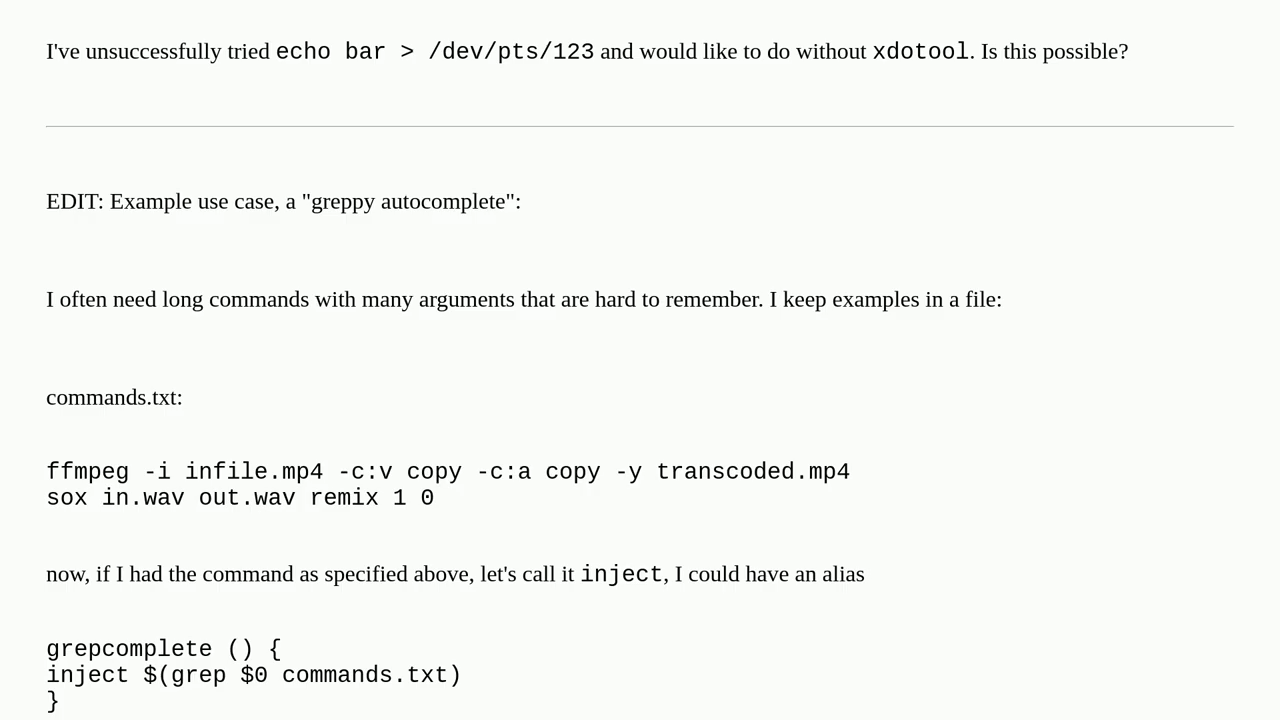 I've unsuccessfully tried echo bar > /dev/pts/123 and would like to do without xdotool. Is this possible?
EDIT: Example use case, a "greppy autocomplete":
I often need long commands with many arguments that are hard to remember. I keep examples in a file:
commands.txt:
ffmpeg -i infile.mp4 -c:v copy -c:a copy -y transcoded.mp4
sox in.wav out.wav remix 1 0
now, if I had the command as specified above, let's call it inject, I could have an alias
grepcomplete () {
inject $(grep $0 commands.txt)
}